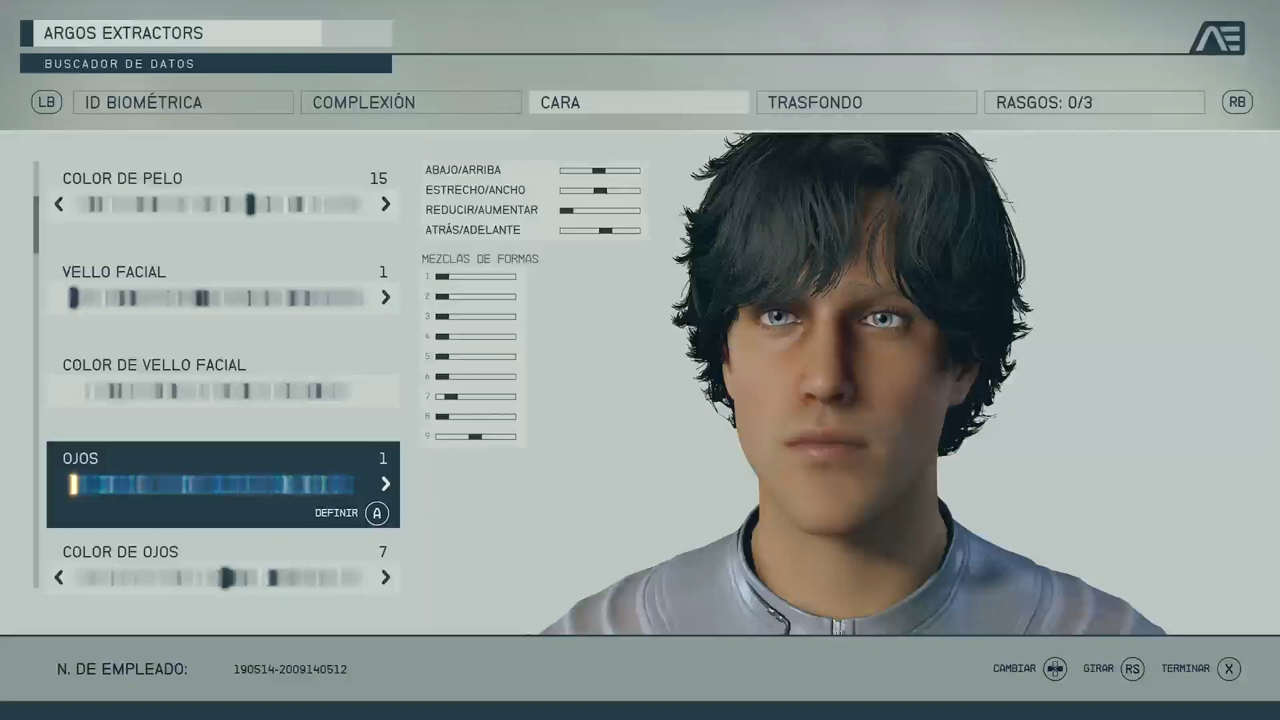 ARGOS EXTRACTORS
AE
BUSCADOR DE DATOS
LB ID BIOMÉTRICA COMPLEXIÓN CARA TRASFONDO RASGOS: 0/3 RB
COLOR DE PELO 15
VELLO FACIAL 1
COLOR DE VELLO FACIAL
OJOS 1
DEFINIR A
COLOR DE OJOS 7
ABAJO/ARRIBA
ESTRECHO/ANCHO
REDUCIR/AUMENTAR
ATRÁS/ADELANTE
MEZCLAS DE FORMAS
1
2
3
4
5
6
7
8
9
N. DE EMPLEADO: 190514-2009140512
CAMBIAR GIRAR RS TERMINAR X